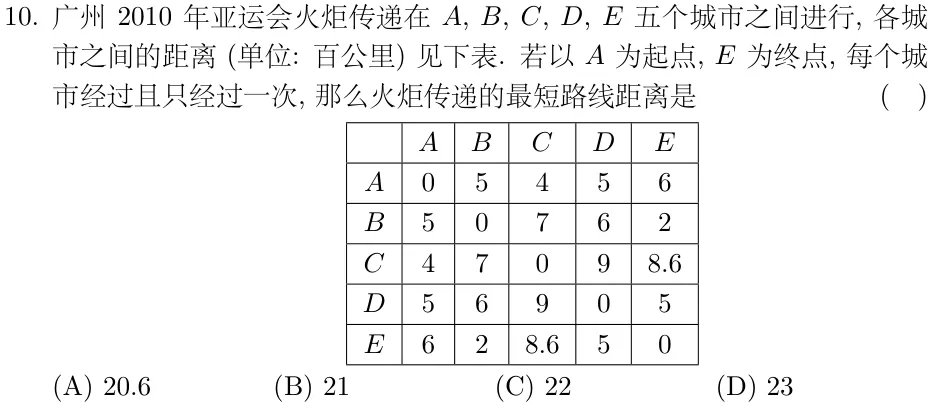 10. 广州 2010 年亚运会火炬传递在 A, B, C, D, E 五个城市之间进行, 各城
市之间的距离 (单位: 百公里) 见下表. 若以 A 为起点, E 为终点, 每个城
市经过且只经过一次, 那么火炬传递的最短路线距离是 ( )
A B C D E
A 0 5 4 5 6
B 5 0 7 6 2
C 4 7 0 9 8.6
D 5 6 9 0 5
E 6 2 8.6 5 0
(A) 20.6 (B) 21 (C) 22 (D) 23